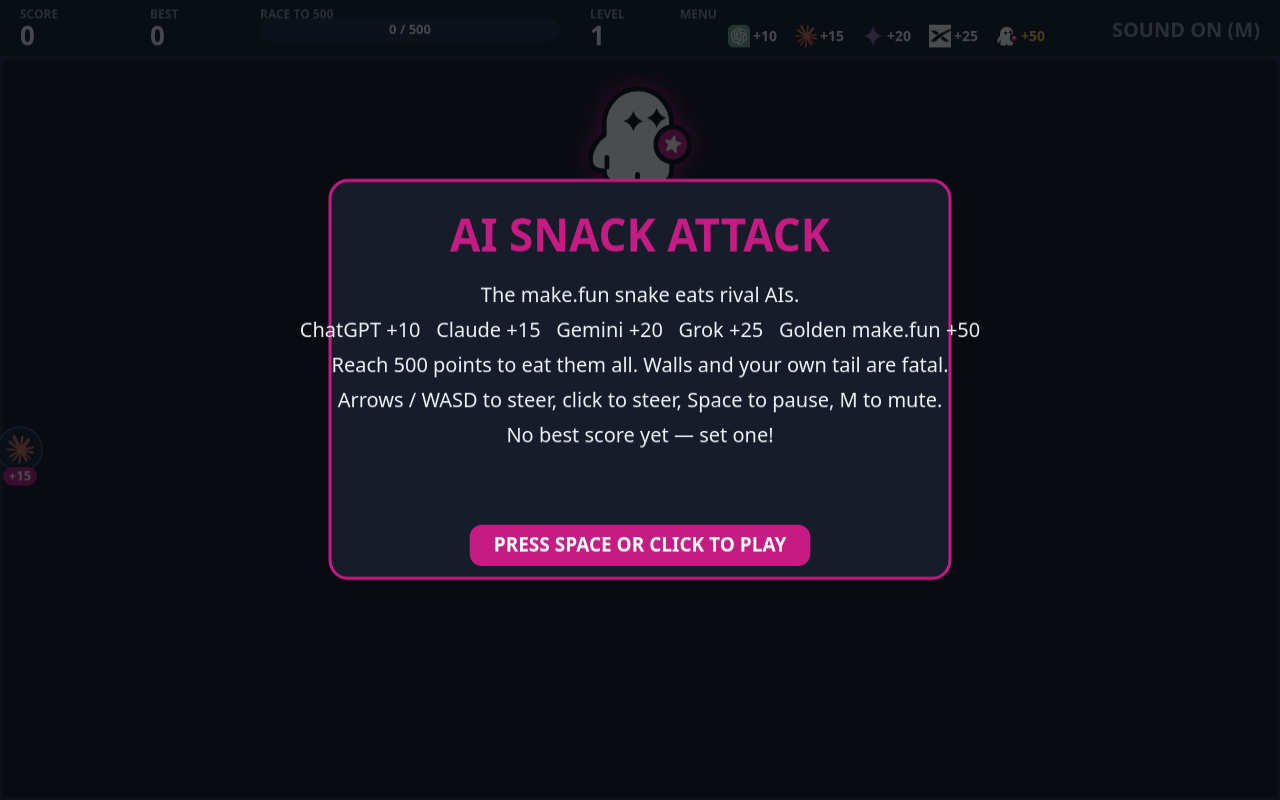 SCORE
0
BEST
0
RACE TO 500
0 / 500
LEVEL
1
MENU
+10
+15
+20
+25
+50
SOUND ON (M)
AI SNACK ATTACK
The make.fun snake eats rival AIs.
ChatGPT +10 Claude +15 Gemini +20 Grok +25 Golden make.fun +50
Reach 500 points to eat them all. Walls and your own tail are fatal.
Arrows / WASD to steer, click to steer, Space to pause, M to mute.
No best score yet — set one!
+15
PRESS SPACE OR CLICK TO PLAY